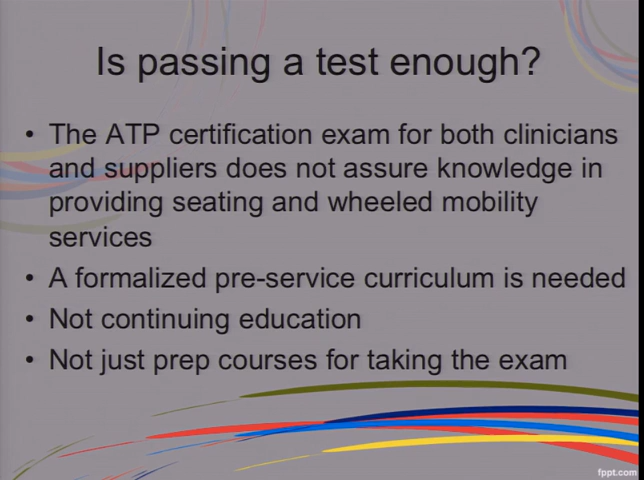 Is passing a test enough?
• The ATP certification exam for both clinicians
and suppliers does not assure knowledge in
providing seating and wheeled mobility
services
• A formalized pre-service curriculum is needed
• Not continuing education
• Not just prep courses for taking the exam
fppt.com